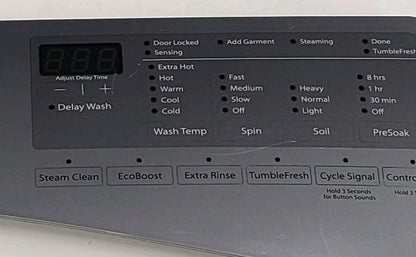 Door Locked
Add Garment
Steaming
Done
Sensing
TumbleFresh
Adjust Delay Time
— | +
Delay Wash
Extra Hot
Hot
Fast
8 hrs
Warm
Medium
Heavy
1 hr
Cool
Slow
Normal
30 min
Cold
Off
Light
Off
Wash Temp
Spin
Soil
PreSoak
Steam Clean
EcoBoost
Extra Rinse
TumbleFresh
Cycle Signal
Hold 3 Seconds
for Button Sounds
Hold 3